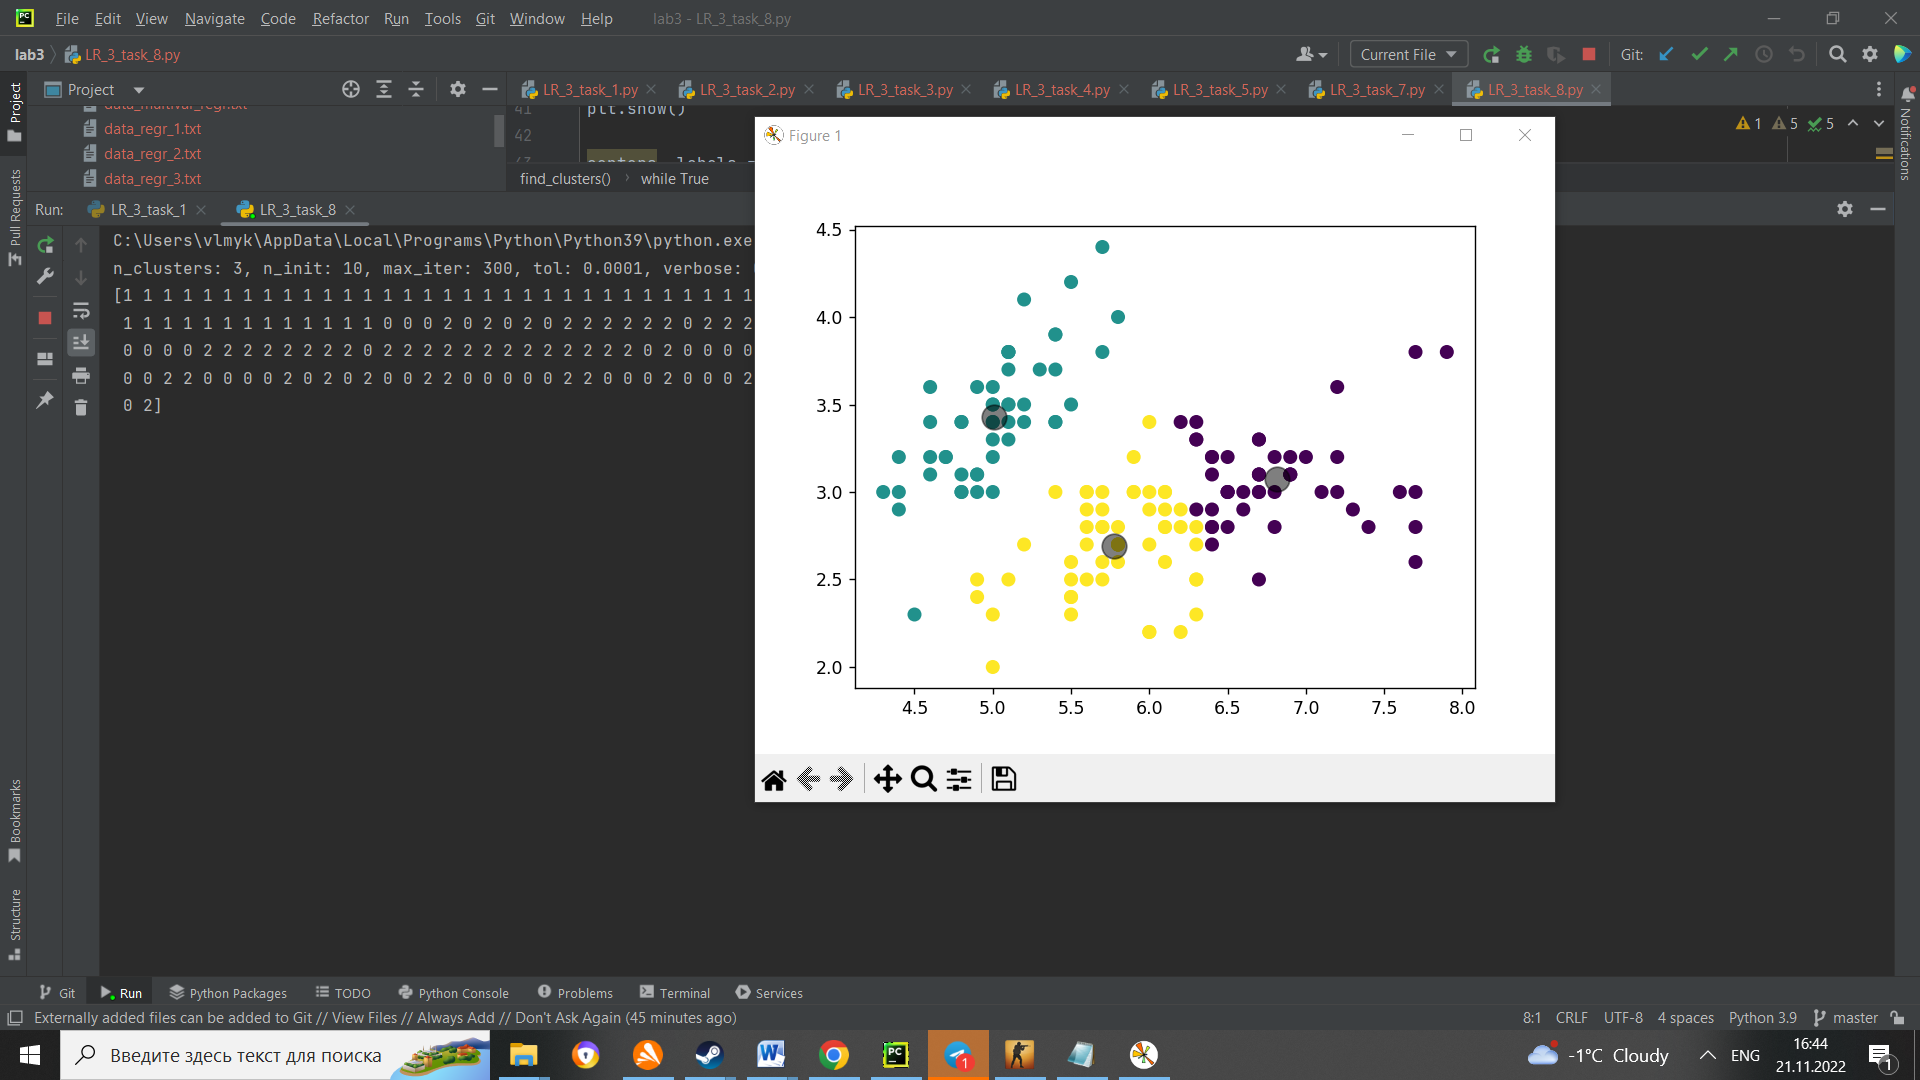 File Edit View Navigate Code Refactor Run Tools Git Window Help lab3 - LR_3_task_8.py
lab3 LR_3_task_8.py Current File Git:
Project LR_3_task_1.py LR_3_task_2.py LR_3_task_3.py LR_3_task_4.py LR_3_task_5.py LR_3_task_7.py LR_3_task_8.py
data_multivar_regr.txt
data_regr_1.txt
data_regr_2.txt
data_regr_3.txt
41 plt.show()
42
1 5 5
find_clusters() while True
Run: LR_3_task_1 LR_3_task_8
C:\Users\vlmyk\AppData\Local\Programs\Python\Python39\python.exe
n_clusters: 3, n_init: 10, max_iter: 300, tol: 0.0001, verbose:
[1 1 1 1 1 1 1 1 1 1 1 1 1 1 1 1 1 1 1 1 1 1 1 1 1 1 1 1 1 1 1 1
1 1 1 1 1 1 1 1 1 1 1 1 1 0 0 0 2 0 2 0 2 0 2 2 2 2 2 2 0 2 2 2
0 0 0 0 2 2 2 2 2 2 2 2 0 2 2 2 2 2 2 2 2 2 2 2 2 2 0 2 0 0 0 0
0 0 2 2 0 0 0 0 2 0 2 0 2 0 0 2 2 0 0 0 0 0 2 2 0 0 0 2 0 0 0 2
0 2]
Figure 1
4.5
4.0
3.5
3.0
2.5
2.0
4.5 5.0 5.5 6.0 6.5 7.0 7.5 8.0
Project
Pull Requests
Bookmarks
Structure
Notifications
Git Run Python Packages TODO Python Console Problems Terminal Services
Externally added files can be added to Git // View Files // Always Add // Don't Ask Again (45 minutes ago) 8:1 CRLF UTF-8 4 spaces Python 3.9 master
Введите здесь текст для поиска 1 -1°C Cloudy ENG 16:44
21.11.2022 1